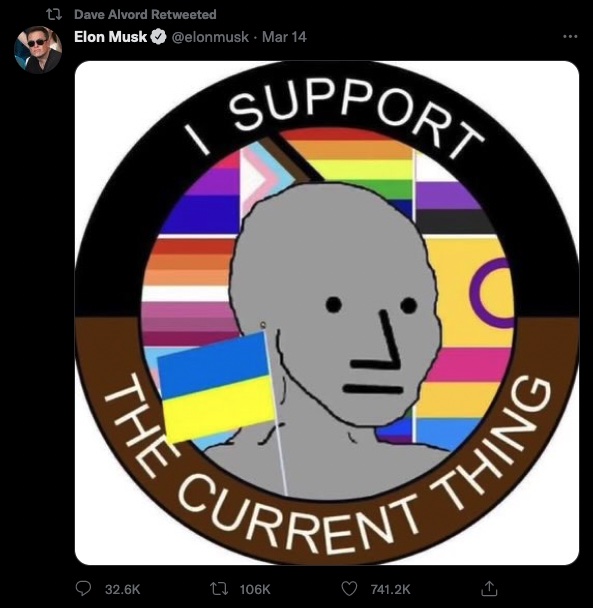 Dave Alvord Retweeted
Elon Musk @elonmusk · Mar 14
I SUPPORT
THE CURRENT THING
32.6K 106K 741.2K